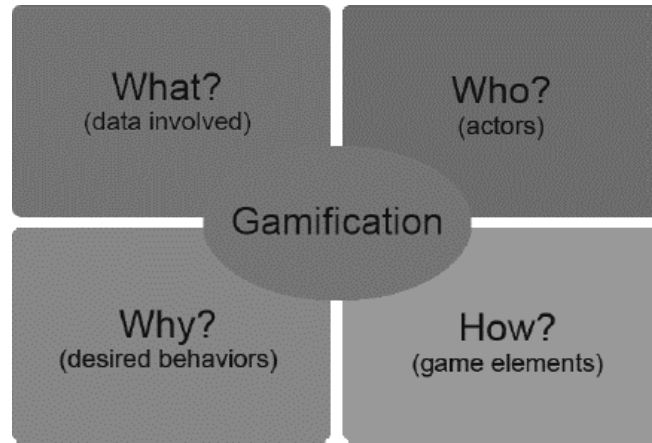 What?
(data involved)
Who?
(actors)
Gamification
Why?
(desired behaviors)
How?
(game elements)